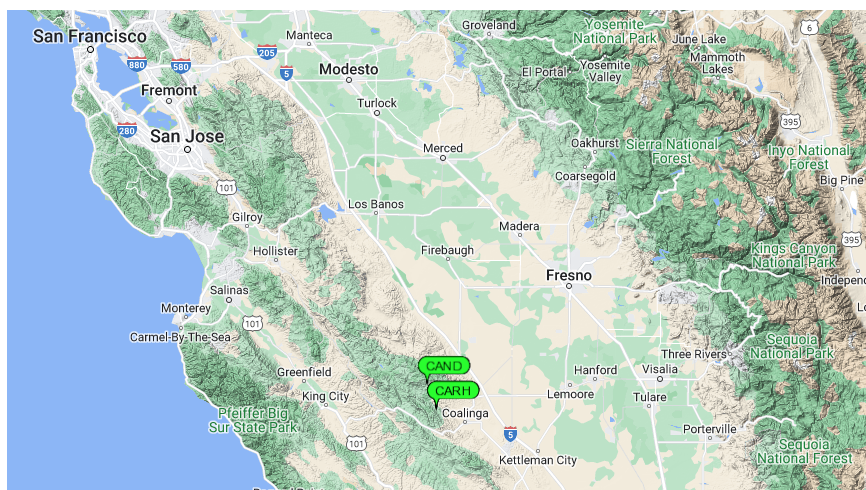 Groveland
Yosemite
National Park
6
San Francisco
Manteca
205
June Lake
880
580
5
Modesto
El Portal
Yosemite
Valley
Mammoth
Lakes
Fremont
Turlock
395
280
San Jose
Merced
Oakhurst
Sierra National
Forest
Inyo National
Forest
Coarsegold
Big Pine
101
Los Banos
Gilroy
Madera
395
Hollister
Firebaugh
Kings Canyon
National Park
Fresno
Independ
Salinas
Monterey
101
Carmel-By-The-Sea
Sequoia
National Park
Three Rivers
CAND
Greenfield
Hanford
Visalia
CARH
King City
Lemoore
Tulare
Pfeiffer Big
Sur State Park
Coalinga
Porterville
5
101
Sequoia
National Forest
Kettleman City